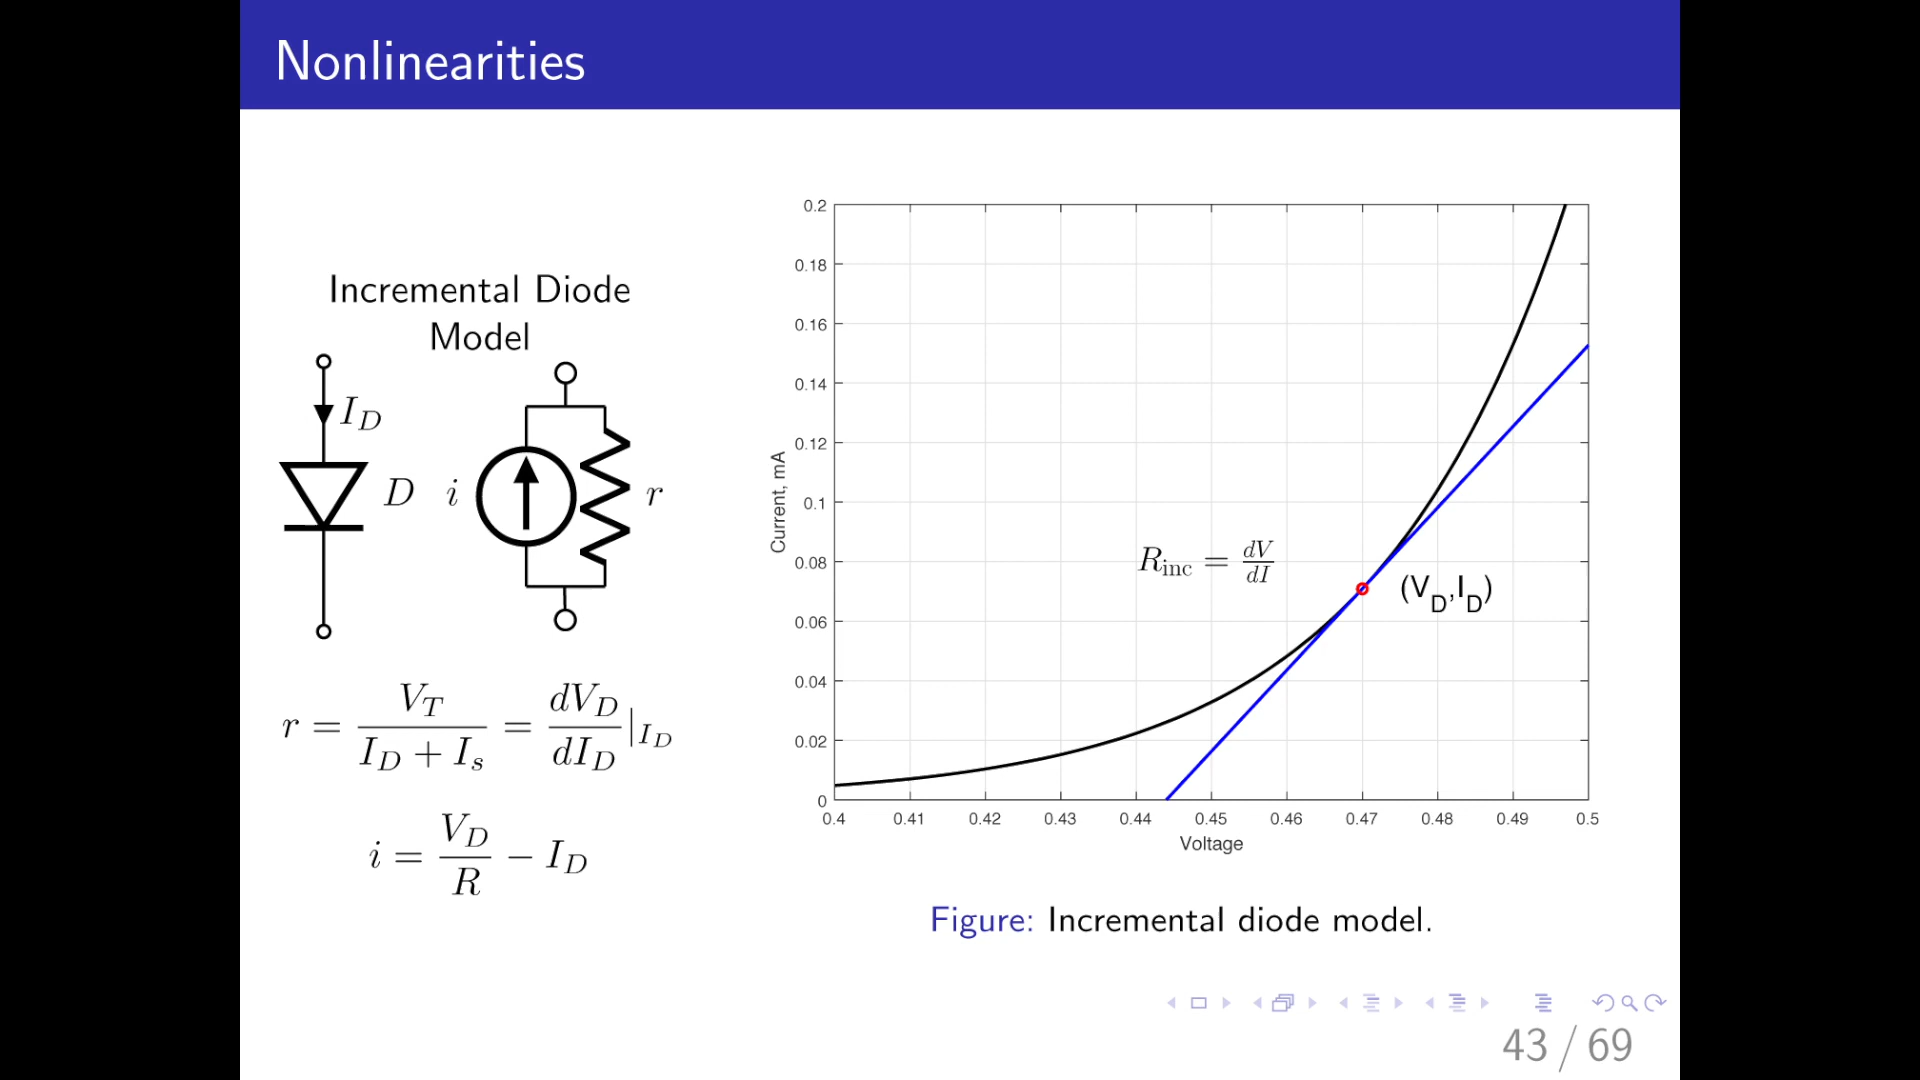 Nonlinearities
Incremental Diode
Model
I_D
D
i
r
r = V_T / (I_D + I_s) = dV_D / dI_D |_{I_D}
i = V_D / R − I_D
0.2
0.18
0.16
0.14
0.12
0.1
0.08
0.06
0.04
0.02
0
Current, mA
R_inc = dV / dI
(V_D,I_D)
0.4 0.41 0.42 0.43 0.44 0.45 0.46 0.47 0.48 0.49 0.5
Voltage
Figure: Incremental diode model.
43 / 69